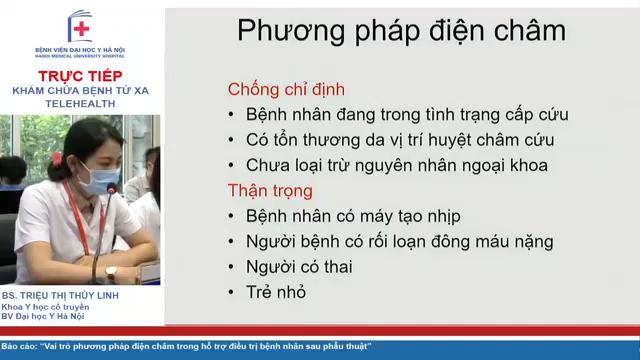 BỆNH VIỆN ĐẠI HỌC Y HÀ NỘI
HANOI MEDICAL UNIVERSITY HOSPITAL
TRỰC TIẾP
KHÁM CHỮA BỆNH TỪ XA
TELEHEALTH
Phương pháp điện châm
Chống chỉ định
• Bệnh nhân đang trong tình trạng cấp cứu
• Có tổn thương da vị trí huyệt châm cứu
• Chưa loại trừ nguyên nhân ngoại khoa
Thận trọng
• Bệnh nhân có máy tạo nhịp
• Người bệnh có rối loạn đông máu nặng
• Người có thai
• Trẻ nhỏ
BS. TRIỆU THỊ THÙY LINH
Khoa Y học cổ truyền
BV Đại học Y Hà Nội
Báo cáo: "Vai trò phương pháp điện châm trong hỗ trợ điều trị bệnh nhân sau phẫu thuật"